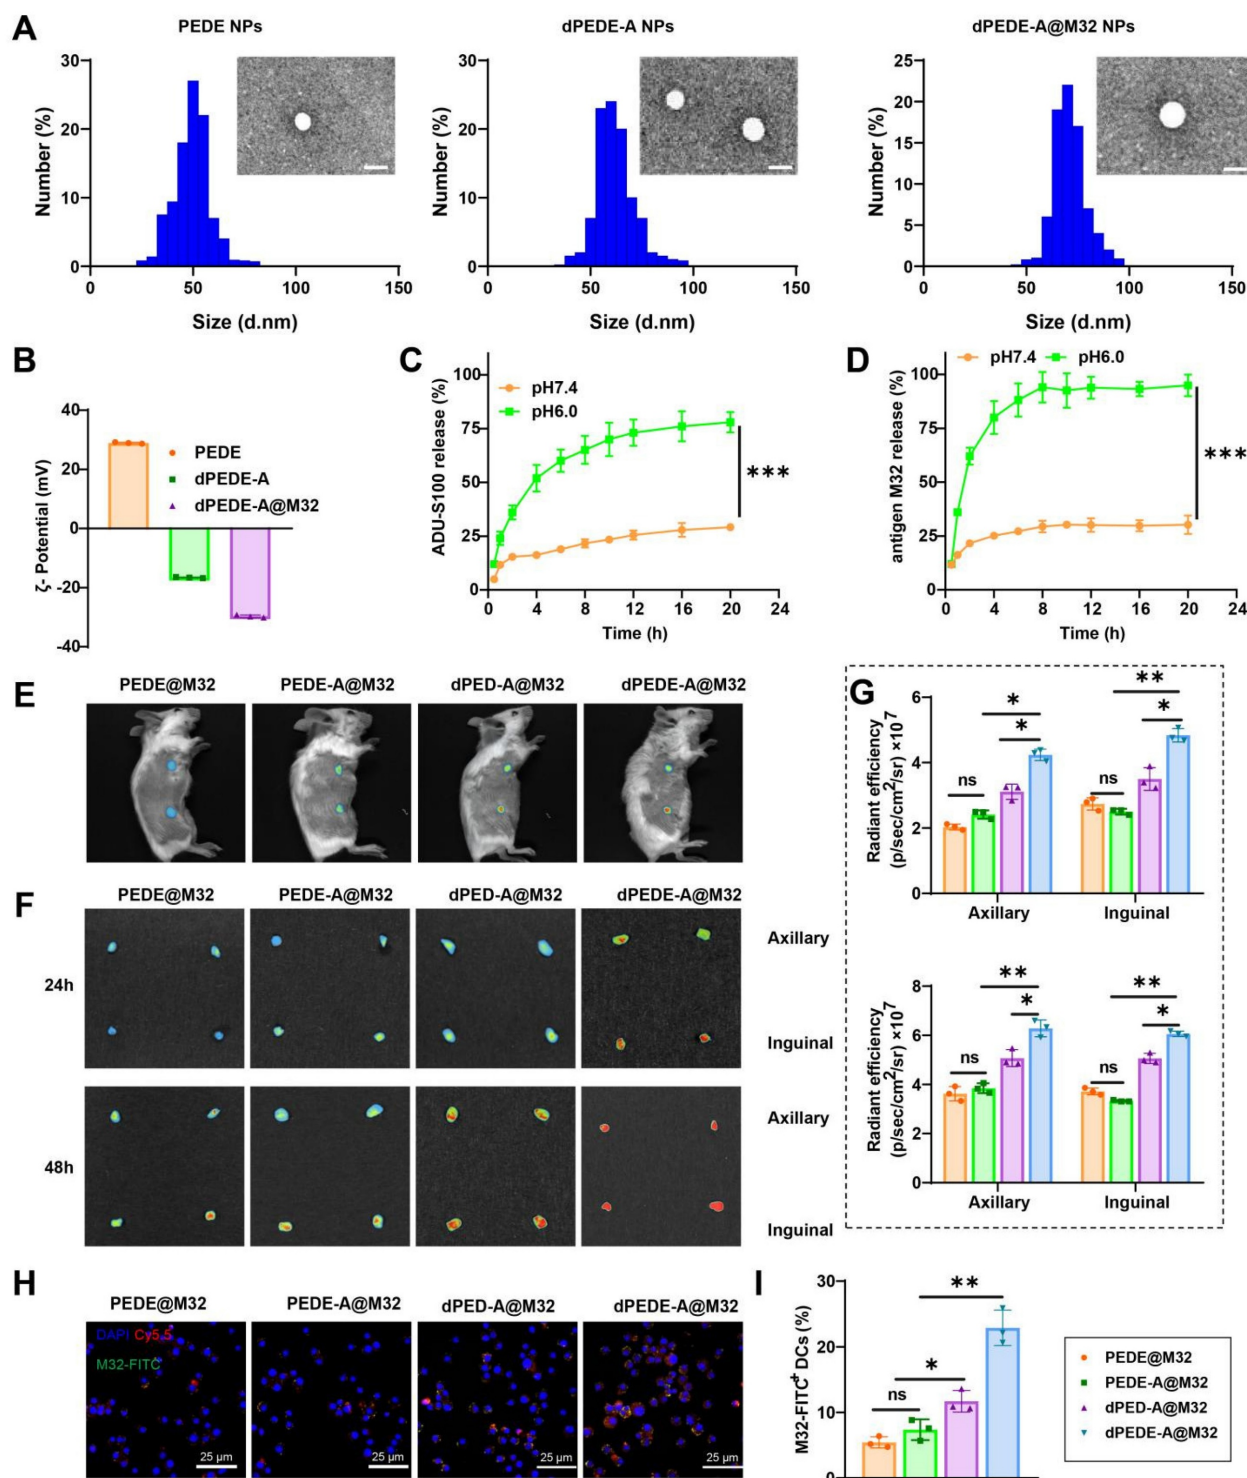 A
PEDE NPs
dPEDE-A NPs
dPEDE-A@M32 NPs
Number (%)
30
20
10
0
0 50 100 150
Size (d.nm)
Number (%)
30
20
10
0
0 50 100 150
Size (d.nm)
Number (%)
25
20
15
10
5
0
0 50 100 150
Size (d.nm)
B
ζ- Potential (mV)
40
20
0
-20
-40
PEDE
dPEDE-A
dPEDE-A@M32
C
ADU-S100 release (%)
100
75
50
25
0
pH7.4
pH6.0
***
0 4 8 12 16 20 24
Time (h)
D
antigen M32 release (%)
pH7.4 pH6.0
100
75
50
25
0
***
0 4 8 12 16 20 24
Time (h)
E
PEDE@M32 PEDE-A@M32 dPED-A@M32 dPEDE-A@M32
F
PEDE@M32 PEDE-A@M32 dPED-A@M32 dPEDE-A@M32
24h
Axillary
Inguinal
48h
Axillary
Inguinal
G
Radiant efficiency
(p/sec/cm²/sr) ×10⁷
6
4
2
0
ns * * ns ** *
Axillary Inguinal
Radiant efficiency
(p/sec/cm²/sr) ×10⁷
8
6
4
2
0
ns ** * ns ** *
Axillary Inguinal
H
PEDE@M32 PEDE-A@M32 dPED-A@M32 dPEDE-A@M32
DAPI Cy5.5
M32-FITC
25 µm 25 µm 25 µm 25 µm
I
M32-FITC⁺ DCs
30
20
10
0
ns * **
PEDE@M32
PEDE-A@M32
dPED-A@M32
dPEDE-A@M32